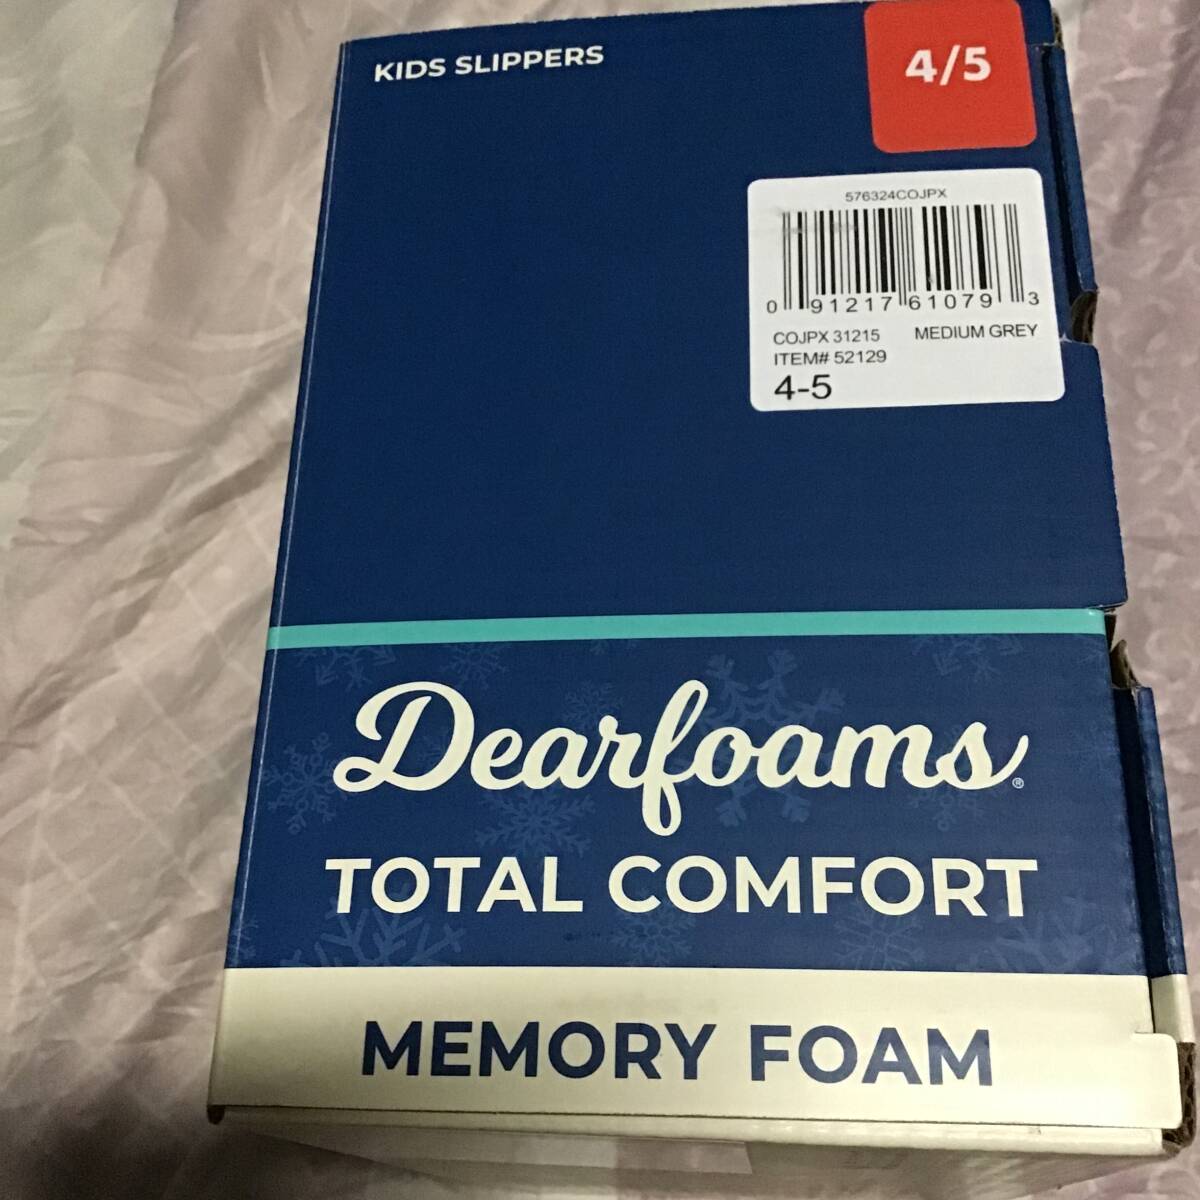 KIDS SLIPPERS
4/5
576324COJPX
0 91217 61079 3
COJPX 31215 MEDIUM GREY
ITEM# 52129
4-5
Dearfoams®
TOTAL COMFORT
MEMORY FOAM